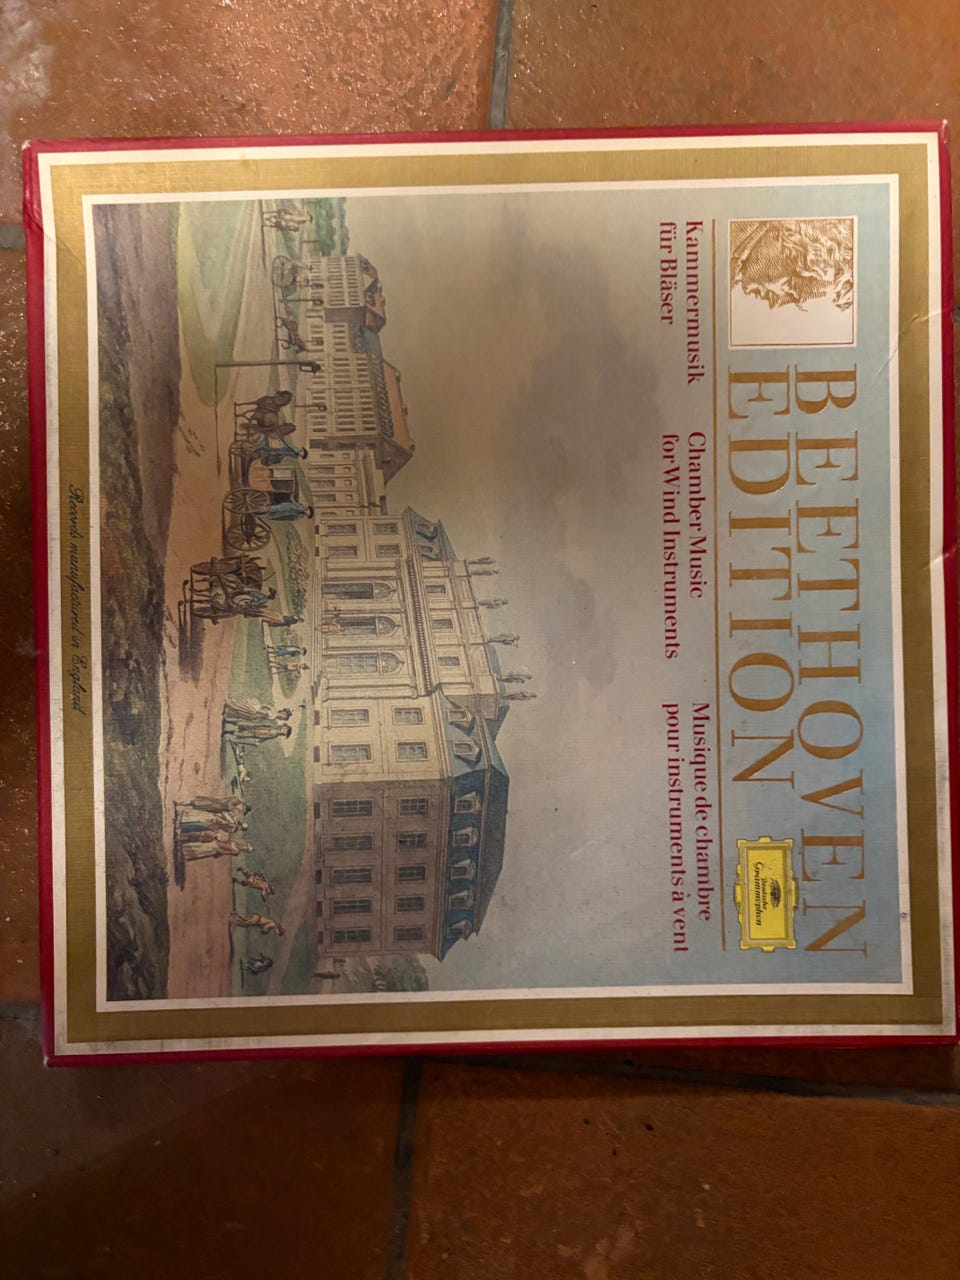 BEETHOVEN
EDITION
Deutsche
Grammophon
Kammermusik
für Bläser
Chamber Music
for Wind Instruments
Musique de chambre
pour instruments à vent
Records manufactured in England